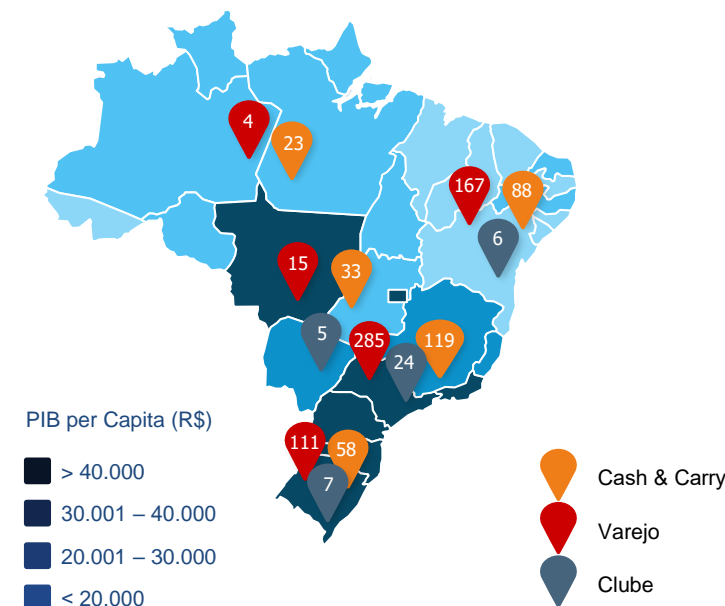 4
23
167
88
6
15
33
5
285
119
24
111
58
7
PIB per Capita (R$)
> 40.000
30.001 – 40.000
20.001 – 30.000
< 20.000
Cash & Carry
Varejo
Clube